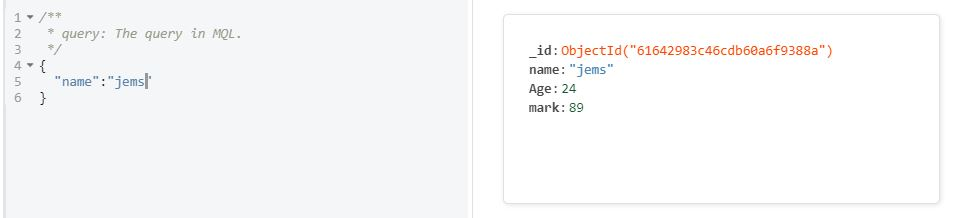 1 /**
2 * query: The query in MQL.
3 */
4 {
5 "name":"jems"
6 }
_id: ObjectId("61642983c46cdb60a6f9388a")
name: "jems"
Age: 24
mark: 89